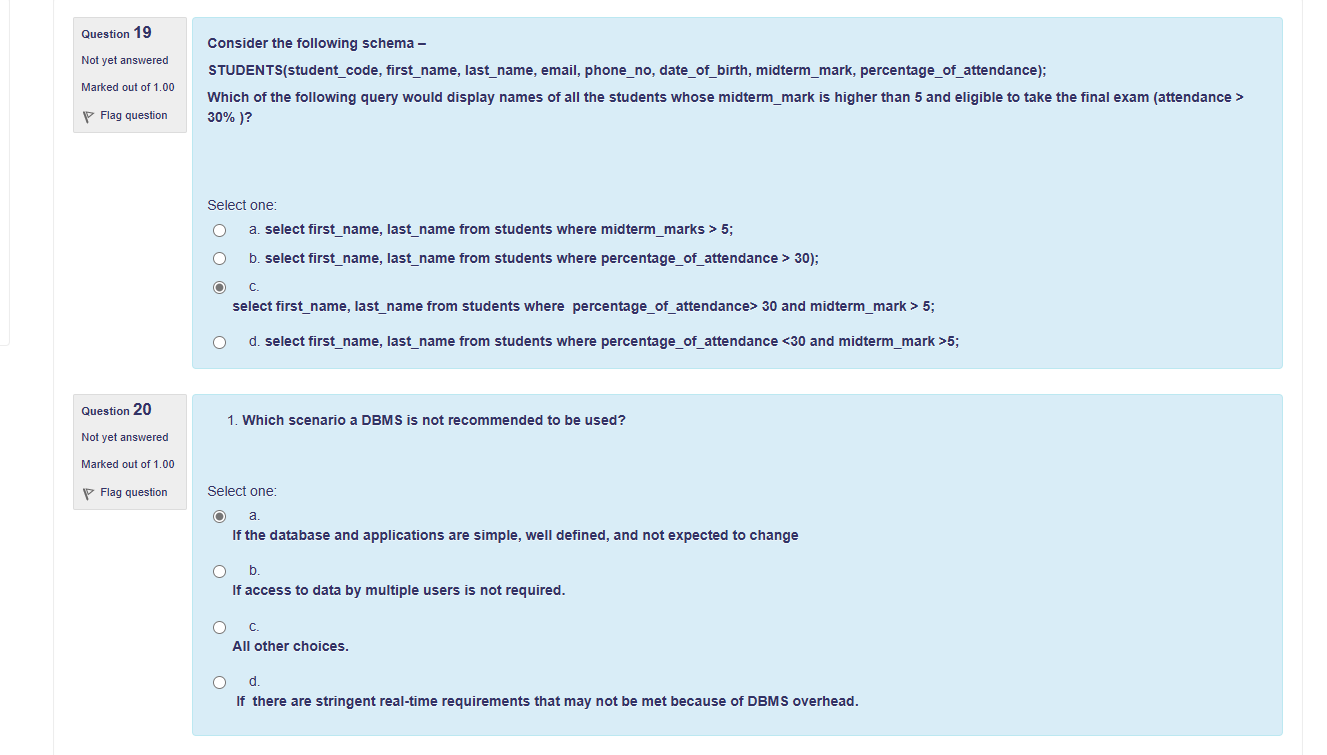 Question 19
Not yet answered
Marked out of 1.00
Flag question
Consider the following schema –
STUDENTS(student_code, first_name, last_name, email, phone_no, date_of_birth, midterm_mark, percentage_of_attendance);
Which of the following query would display names of all the students whose midterm_mark is higher than 5 and eligible to take the final exam (attendance >
30% )?
Select one:
a. select first_name, last_name from students where midterm_marks > 5;
b. select first_name, last_name from students where percentage_of_attendance > 30);
c.
select first_name, last_name from students where  percentage_of_attendance> 30 and midterm_mark > 5;
d. select first_name, last_name from students where percentage_of_attendance <30 and midterm_mark >5;
Question 20
Not yet answered
Marked out of 1.00
Flag question
1. Which scenario a DBMS is not recommended to be used?
Select one:
a.
If the database and applications are simple, well defined, and not expected to change
b.
If access to data by multiple users is not required.
c.
All other choices.
d.
If  there are stringent real-time requirements that may not be met because of DBMS overhead.